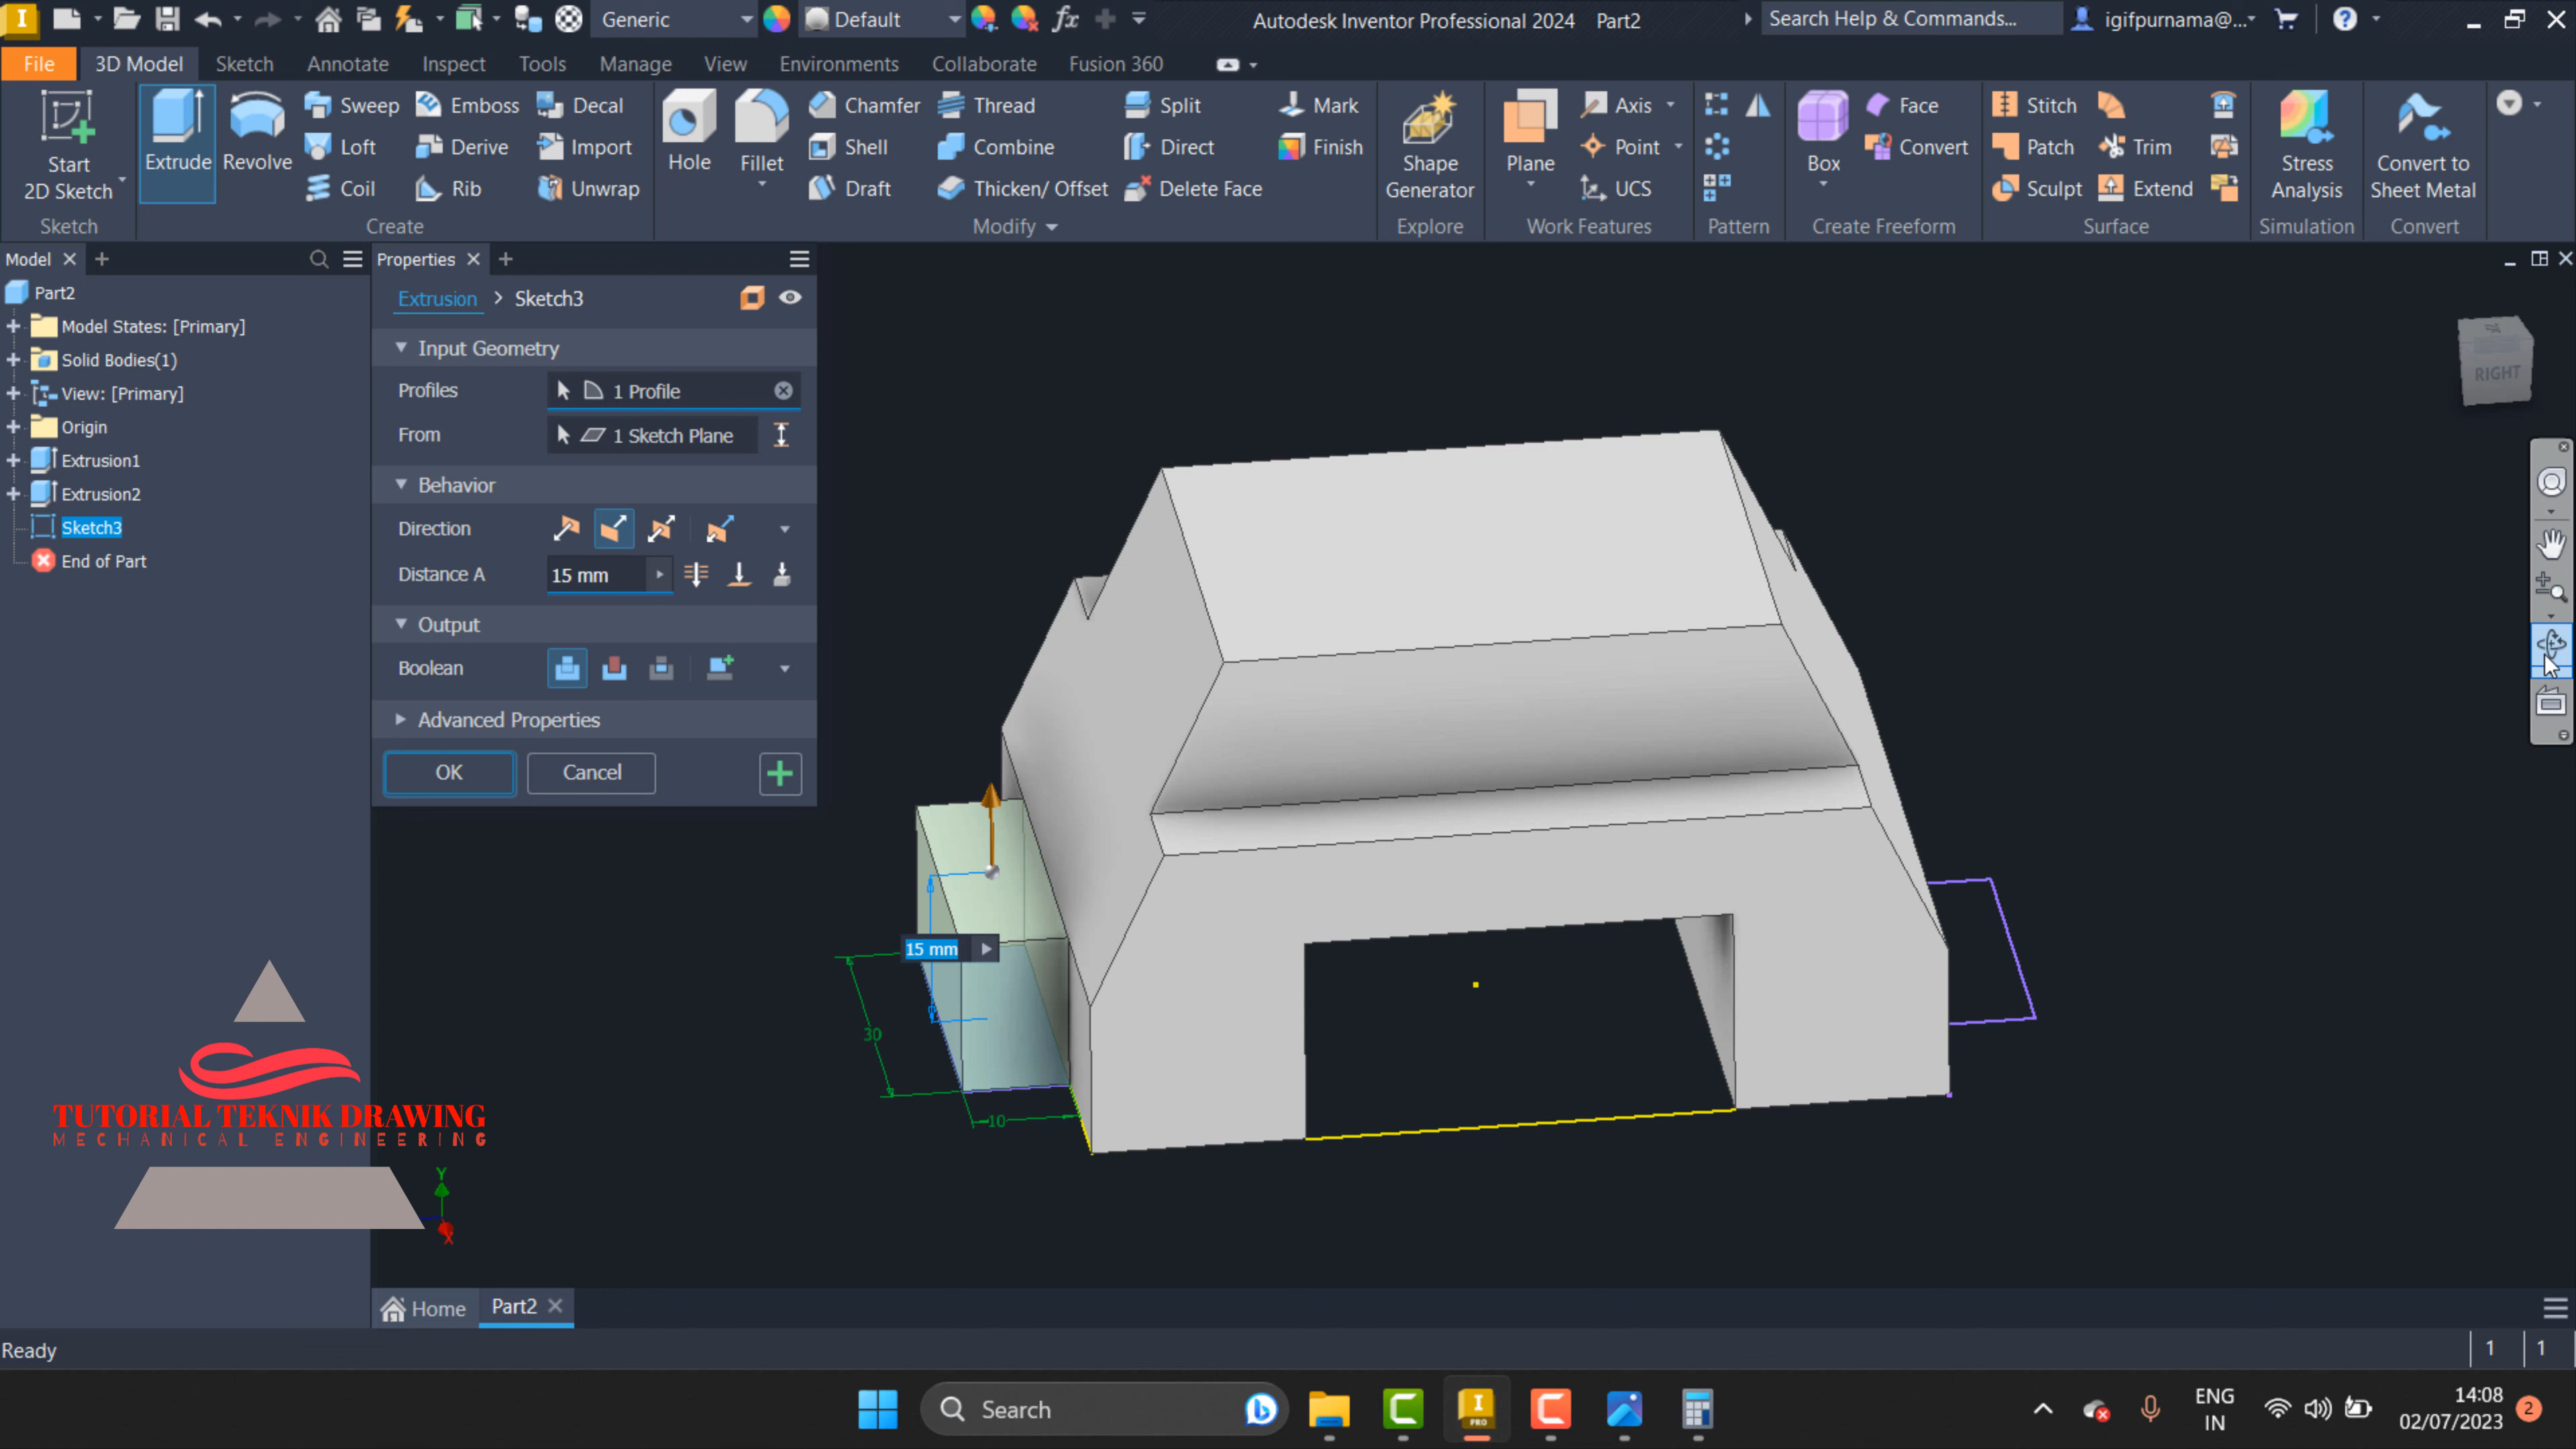 Generic
Default
Autodesk Inventor Professional 2024 Part2
Search Help & Commands...
igifpurnama@...
File
3D Model
Sketch
Annotate
Inspect
Tools
Manage
View
Environments
Collaborate
Fusion 360
Start
2D Sketch
Extrude
Revolve
Sweep
Loft
Coil
Emboss
Derive
Rib
Decal
Import
Unwrap
Hole
Fillet
Chamfer
Shell
Draft
Thread
Combine
Thicken/ Offset
Split
Direct
Delete Face
Mark
Finish
Shape
Generator
Plane
Axis
Point
UCS
Box
Face
Convert
Stitch
Patch
Sculpt
Trim
Extend
Stress
Analysis
Convert to
Sheet Metal
Sketch
Create
Modify
Explore
Work Features
Pattern
Create Freeform
Surface
Simulation
Convert
Model
Part2
Model States: [Primary]
Solid Bodies(1)
View: [Primary]
Origin
Extrusion1
Extrusion2
Sketch3
End of Part
Properties
Extrusion > Sketch3
Input Geometry
Profiles
1 Profile
From
1 Sketch Plane
Behavior
Direction
Distance A
15 mm
Output
Boolean
Advanced Properties
OK
Cancel
RIGHT
15 mm
30
10
TUTORIAL TEKNIK DRAWING
MECHANICAL ENGINEERING
Y
X
Home
Part2
Ready
1
1
Search
PRO
ENG
IN
14:08
02/07/2023
2